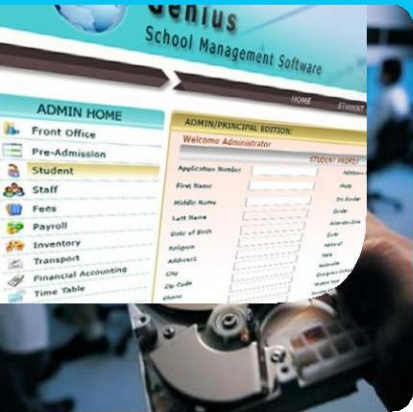 Genius
School Management Software
HOME STUDENT
ADMIN HOME
Front Office
Pre-Admission
Student
Staff
Fees
Payroll
Inventory
Transport
Financial Accounting
Time Table
ADMIN/PRINCIPAL EDITION:
Welcome Administrator
STUDENT PROFILE
Application Number
First Name
Middle Name
Last Name
Date of Birth
Religion
Address
City
Zip Code
Phone